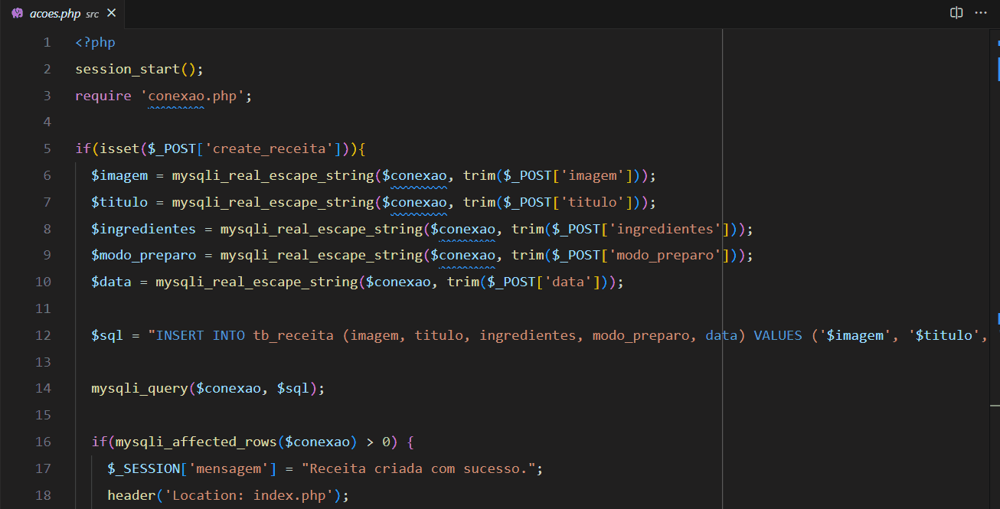 acoes.php src
1 <?php
2 session_start();
3 require 'conexao.php';
4
5 if(isset($_POST['create_receita'])){
6 $imagem = mysqli_real_escape_string($conexao, trim($_POST['imagem']));
7 $titulo = mysqli_real_escape_string($conexao, trim($_POST['titulo']));
8 $ingredientes = mysqli_real_escape_string($conexao, trim($_POST['ingredientes']));
9 $modo_preparo = mysqli_real_escape_string($conexao, trim($_POST['modo_preparo']));
10 $data = mysqli_real_escape_string($conexao, trim($_POST['data']));
11
12 $sql = "INSERT INTO tb_receita (imagem, titulo, ingredientes, modo_preparo, data) VALUES ('$imagem', '$titulo',
13
14 mysqli_query($conexao, $sql);
15
16 if(mysqli_affected_rows($conexao) > 0) {
17 $_SESSION['mensagem'] = "Receita criada com sucesso.";
18 header('Location: index.php');